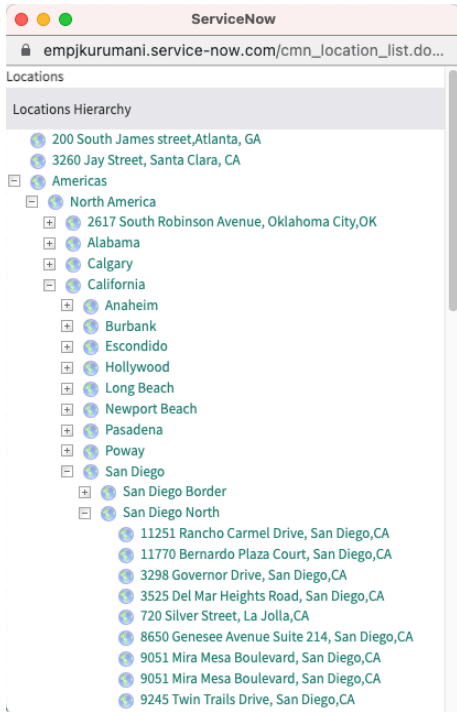 ServiceNow
empjkurumani.service-now.com/cmn_location_list.do...
Locations
Locations Hierarchy
200 South James street,Atlanta, GA
3260 Jay Street, Santa Clara, CA
Americas
North America
2617 South Robinson Avenue, Oklahoma City,OK
Alabama
Calgary
California
Anaheim
Burbank
Escondido
Hollywood
Long Beach
Newport Beach
Pasadena
Poway
San Diego
San Diego Border
San Diego North
11251 Rancho Carmel Drive, San Diego,CA
11770 Bernardo Plaza Court, San Diego,CA
3298 Governor Drive, San Diego,CA
3525 Del Mar Heights Road, San Diego,CA
720 Silver Street, La Jolla,CA
8650 Genesee Avenue Suite 214, San Diego,CA
9051 Mira Mesa Boulevard, San Diego,CA
9051 Mira Mesa Boulevard, San Diego,CA
9245 Twin Trails Drive, San Diego,CA